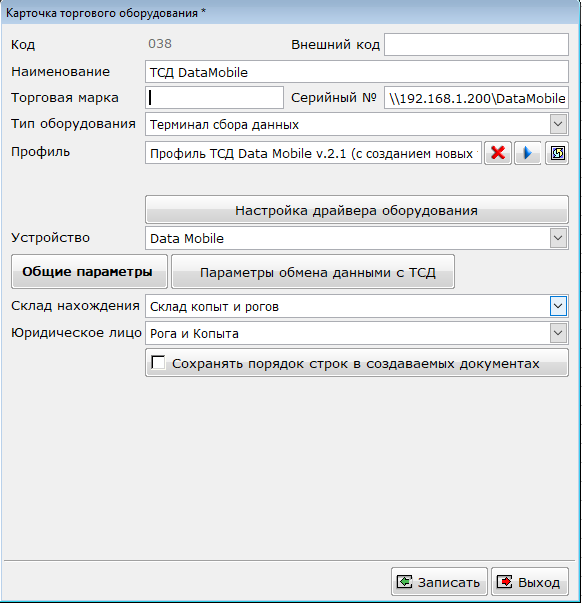 Карточка торгового оборудования *
Код 038 Внешний код
Наименование ТСД DataMobile
Торговая марка Серийный № \\192.168.1.200\DataMobile
Тип оборудования Терминал сбора данных
Профиль Профиль ТСД Data Mobile v.2.1 (с созданием новых
Настройка драйвера оборудования
Устройство Data Mobile
Общие параметры Параметры обмена данными с ТСД
Склад нахождения Склад копыт и рогов
Юридическое лицо Рога и Копыта
Сохранять порядок строк в создаваемых документах
Записать Выход